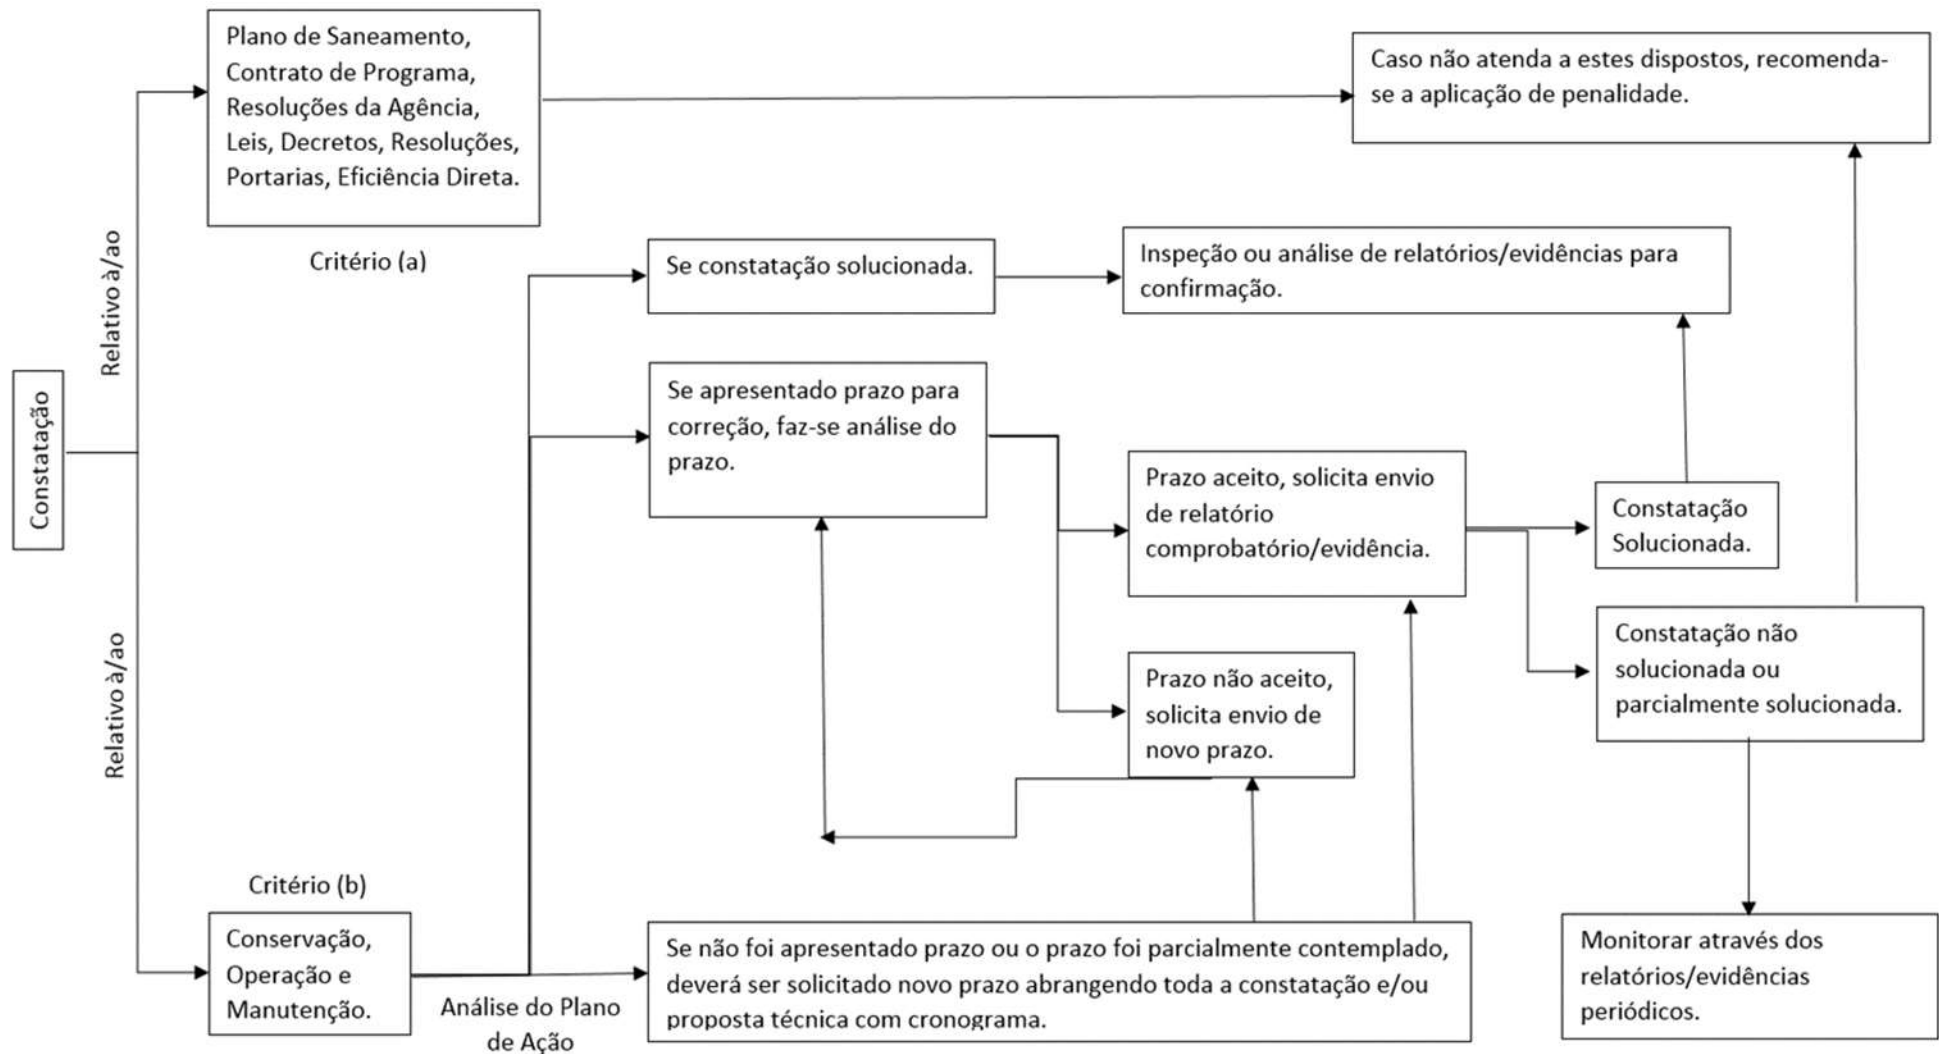 Plano de Saneamento,
Contrato de Programa,
Resoluções da Agência,
Leis, Decretos, Resoluções,
Portarias, Eficiência Direta.
Caso não atenda a estes dispostos, recomenda-
se a aplicação de penalidade.
Relativo à/ao
Critério (a)
Se constatação solucionada.
Inspeção ou análise de relatórios/evidências para
confirmação.
Constatação
Se apresentado prazo para
correção, faz-se análise do
prazo.
Prazo aceito, solicita envio
de relatório
comprobatório/evidência.
Constatação
Solucionada.
Relativo à/ao
Prazo não aceito,
solicita envio de
novo prazo.
Constatação não
solucionada ou
parcialmente solucionada.
Critério (b)
Conservação,
Operação e
Manutenção.
Análise do Plano
de Ação
Se não foi apresentado prazo ou o prazo foi parcialmente contemplado,
deverá ser solicitado novo prazo abrangendo toda a constatação e/ou
proposta técnica com cronograma.
Monitorar através dos
relatórios/evidências
periódicos.